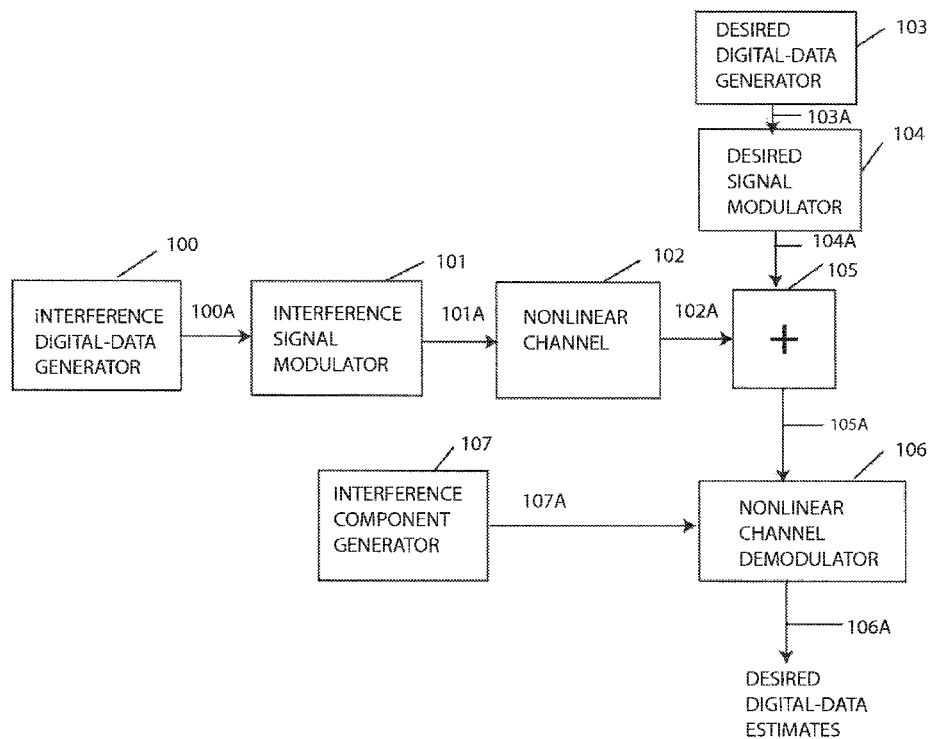 DESIRED
DIGITAL-DATA
GENERATOR
103
103A
DESIRED
SIGNAL
MODULATOR
104
104A
100
iNTERFERENCE
DIGITAL-DATA
GENERATOR
100A
101
INTERFERENCE
SIGNAL
MODULATOR
101A
102
NONLINEAR
CHANNEL
102A
105
+
105A
107
INTERFERENCE
COMPONENT
GENERATOR
107A
106
NONLINEAR
CHANNEL
DEMODULATOR
106A
DESIRED
DIGITAL-DATA
ESTIMATES